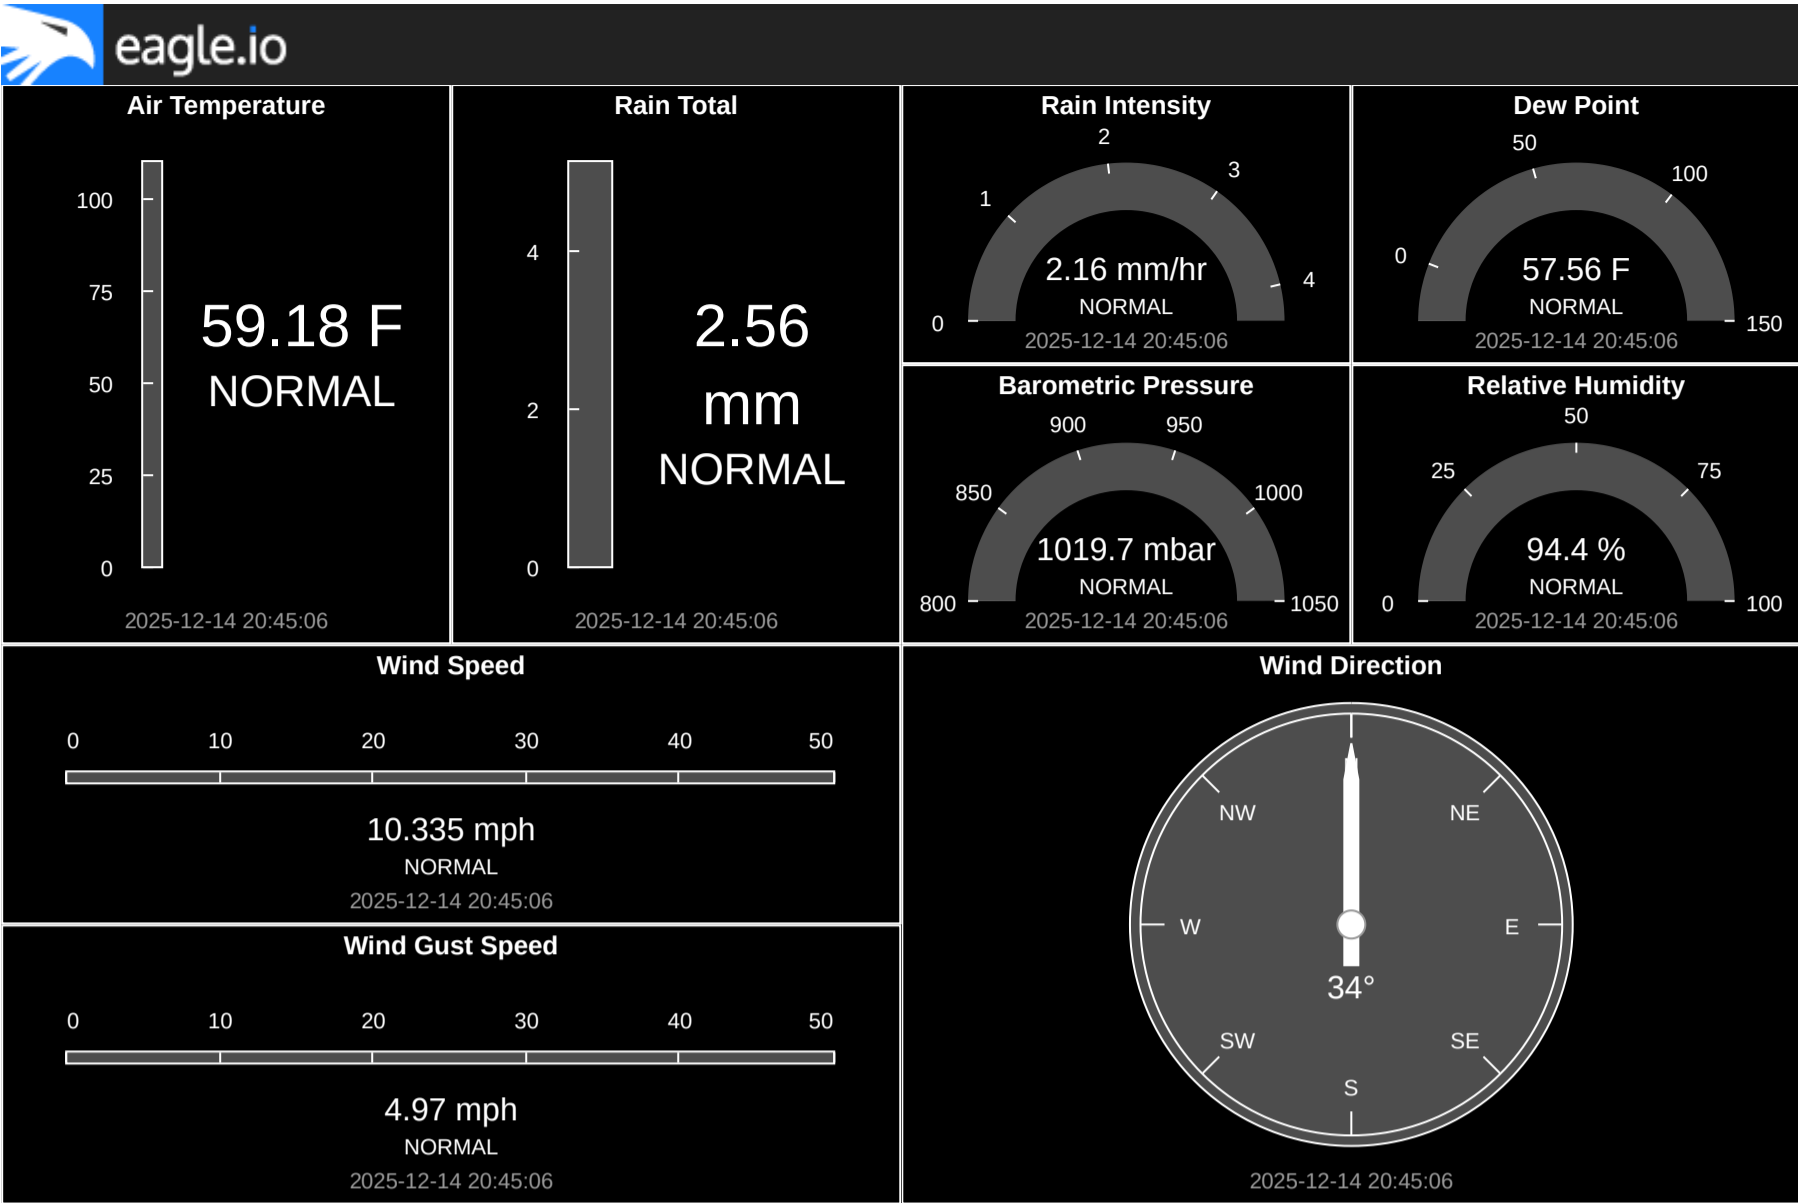 eagle.io
Air Temperature
100
75
50
25
0
59.18 F
NORMAL
2025-12-14 20:45:06
Rain Total
4
2
0
2.56
mm
NORMAL
2025-12-14 20:45:06
Rain Intensity
0
1
2
3
4
2.16 mm/hr
NORMAL
2025-12-14 20:45:06
Dew Point
0
50
100
150
57.56 F
NORMAL
2025-12-14 20:45:06
Barometric Pressure
800
850
900
950
1000
1050
1019.7 mbar
NORMAL
2025-12-14 20:45:06
Relative Humidity
0
25
50
75
100
94.4 %
NORMAL
2025-12-14 20:45:06
Wind Speed
0 10 20 30 40 50
10.335 mph
NORMAL
2025-12-14 20:45:06
Wind Gust Speed
0 10 20 30 40 50
4.97 mph
NORMAL
2025-12-14 20:45:06
Wind Direction
NW NE
W E
34°
SW SE
S
2025-12-14 20:45:06